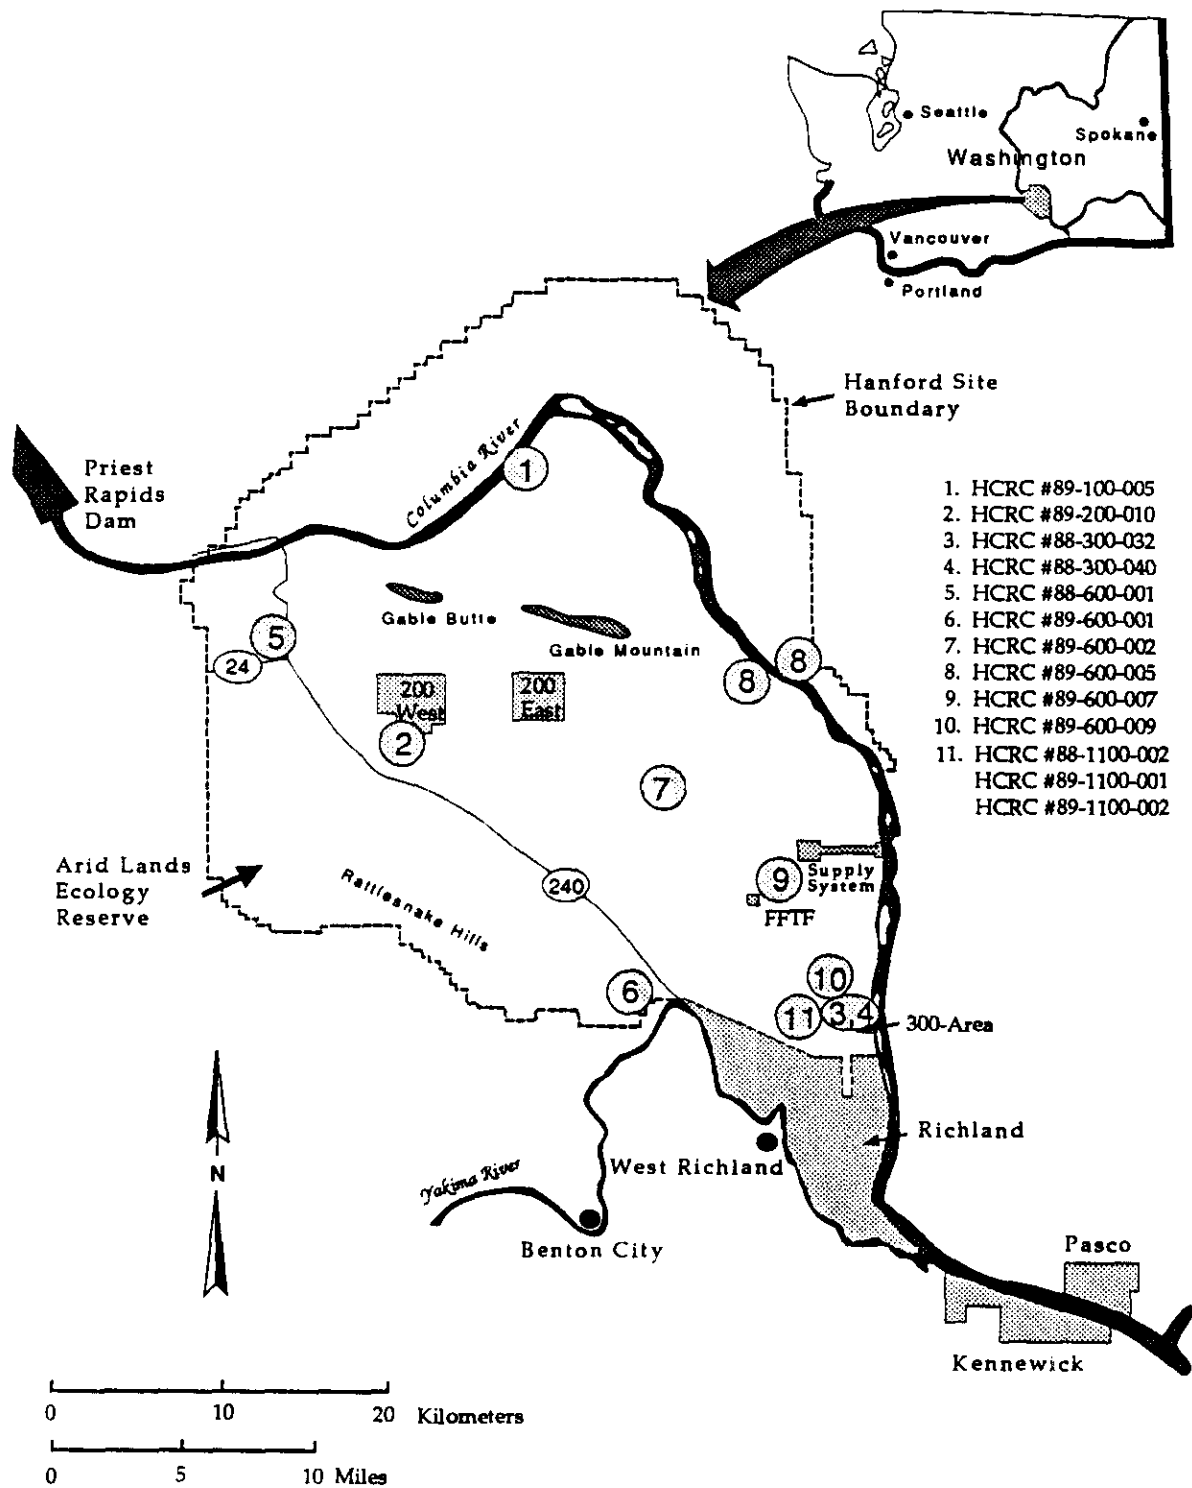 Seattle
Spokane
Washington
Vancouver
Portland
Hanford Site
Boundary
Priest
Rapids
Dam
Columbia River
1
1. HCRC #89-100-005
2. HCRC #89-200-010
3. HCRC #88-300-032
4. HCRC #88-300-040
5. HCRC #88-600-001
6. HCRC #89-600-001
7. HCRC #89-600-002
8. HCRC #89-600-005
9. HCRC #89-600-007
10. HCRC #89-600-009
11. HCRC #88-1100-002
HCRC #89-1100-001
HCRC #89-1100-002
Gable Butte
Gable Mountain
5
24
8
8
200
West
200
East
2
7
Arid Lands
Ecology
Reserve
Rattlesnake Hills
240
9
Supply
System
FFTF
6
10
11
3
4
300-Area
Richland
West Richland
N
Yakima River
Benton City
Pasco
Kennewick
0 10 20 Kilometers
0 5 10 Miles